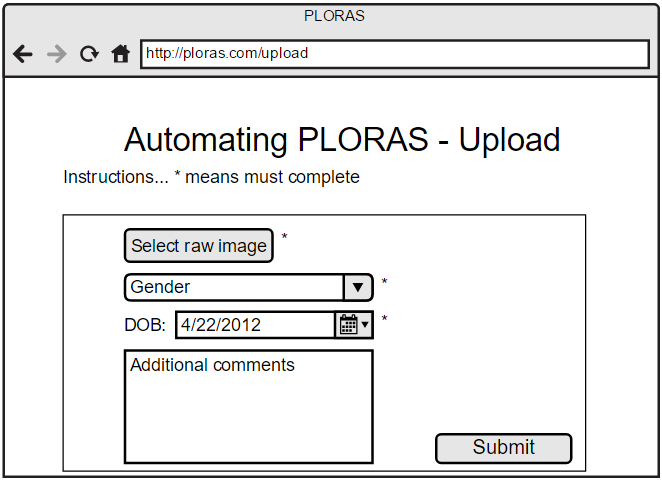 PLORAS
http://ploras.com/upload
Automating PLORAS - Upload
Instructions... * means must complete
Select raw image *
Gender *
DOB: 4/22/2012 *
Additional comments
Submit